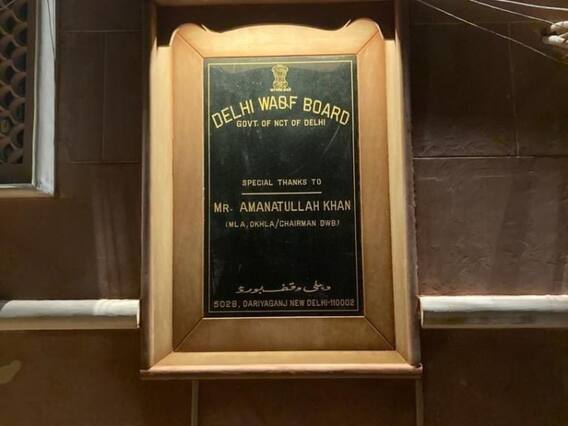 DELHI WAQF BOARD
GOVT. OF NCT OF DELHI
SPECIAL THANKS TO
MR. AMANATULLAH KHAN
(MLA, OKHLA/CHAIRMAN DWB)
دہلی وقف بورڈ
5028, DARIYAGANJ NEW DELHI-110002